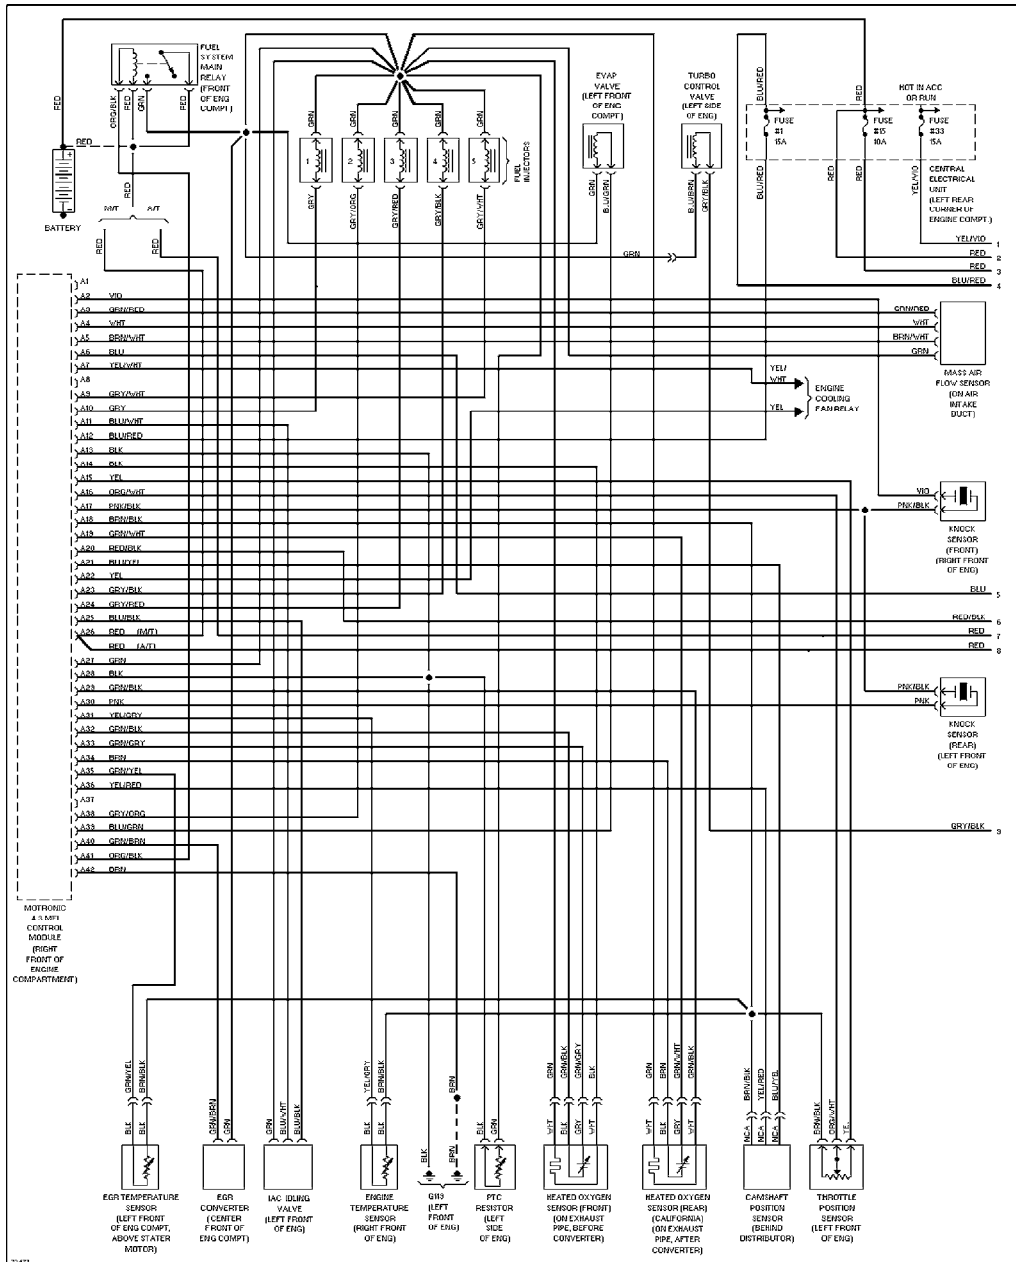 FUEL
SYSTEM
MAIN
RELAY
(FRONT
OF ENG
COMPT)
RED
ORG/BLK
RED
GRN
RED
RED
BATTERY
RED
M/T
A/T
RED
RED
GRN
GRN
GRN
GRN
GRN
1
2
3
4
5
FUEL
INJECTORS
GRY
GRY/ORG
GRY/RED
GRY/BLK
GRY/WHT
EVAP
VALVE
(LEFT FRONT
OF ENG
COMPT)
GRN
BLU/GRN
TURBO
CONTROL
VALVE
(LEFT SIDE
OF ENG)
BLU/BRN
GRY/BLK
GRN
BLU/RED
RED
HOT IN ACC
OR RUN
FUSE
#1
15A
FUSE
#15
10A
FUSE
#33
15A
BLU/RED
RED
RED
YEL/VIO
CENTRAL
ELECTRICAL
UNIT
(LEFT REAR
CORNER OF
ENGINE COMPT.)
YEL/VIO 1
RED 2
RED 3
BLU/RED 4
A1
A2 VIO
A3 GRN/RED
A4 WHT
A5 BRN/WHT
A6 BLU
A7 YEL/WHT
A8
A9 GRY/WHT
A10 GRY
A11 BLU/WHT
A12 BLU/RED
A13 BLK
A14 BLK
A15 YEL
A16 ORG/WHT
A17 PNK/BLK
A18 BRN/BLK
A19 GRN/WHT
A20 RED/BLK
A21 BLU/YEL
A22 YEL
A23 GRY/BLK
A24 GRY/RED
A25 BLU/BLK
A26 RED (M/T)
RED (A/T)
A27 GRN
A28 BLK
A29 GRN/BLK
A30 PNK
A31 YEL/GRY
A32 GRN/BLK
A33 GRN/GRY
A34 BRN
A35 GRN/YEL
A36 YEL/RED
A37
A38 GRY/ORG
A39 BLU/GRN
A40 GRN/BRN
A41 ORG/BLK
A42 BRN
MOTRONIC
4.3 MFI
CONTROL
MODULE
(RIGHT
FRONT OF
ENGINE
COMPARTMENT)
GRN/RED
WHT
BRN/WHT
GRN
MASS AIR
FLOW SENSOR
(ON AIR
INTAKE
DUCT)
YEL/
WHT
YEL
ENGINE
COOLING
FAN RELAY
VIO
PNK/BLK
KNOCK
SENSOR
(FRONT)
(RIGHT FRONT
OF ENG)
BLU 5
RED/BLK 6
RED 7
RED 8
PNK/BLK
PNK
KNOCK
SENSOR
(REAR)
(LEFT FRONT
OF ENG)
GRY/BLK 9
GRN/YEL
BRN/BLK
BLK
BLK
EGR TEMPERATURE
SENSOR
(LEFT FRONT
OF ENG COMPT,
ABOVE STATER
MOTOR)
GRN/BRN
GRN
EGR
CONVERTER
(CENTER
FRONT OF
ENG COMPT)
GRN
BLU/WHT
BLU/BLK
IAC IDLING
VALVE
(LEFT FRONT
OF ENG)
YEL/GRY
BRN/BLK
BLK
BLK
ENGINE
TEMPERATURE
SENSOR
(RIGHT FRONT
OF ENG)
BRN
BLK
BRN
G119
(LEFT
FRONT
OF ENG)
BLK
GRN
PTC
RESISTOR
(LEFT
SIDE
OF ENG)
GRN
GRN/BLK
GRN/GRY
BLK
WHT
BLK
GRY
WHT
HEATED OXYGEN
SENSOR (FRONT)
(ON EXHAUST
PIPE, BEFORE
CONVERTER)
GRN
BRN
GRN/WHT
GRN/BLK
WHT
BLK
GRY
WHT
HEATED OXYGEN
SENSOR (REAR)
(CALIFORNIA)
(ON EXHAUST
PIPE, AFTER
CONVERTER)
BRN/BLK
YEL/RED
BLU/YEL
NCA
NCA
NCA
CAMSHAFT
POSITION
SENSOR
(BEHIND
DISTRIBUTOR)
BRN/BLK
ORG/WHT
YEL
THROTTLE
POSITION
SENSOR
(LEFT FRONT
OF ENG)